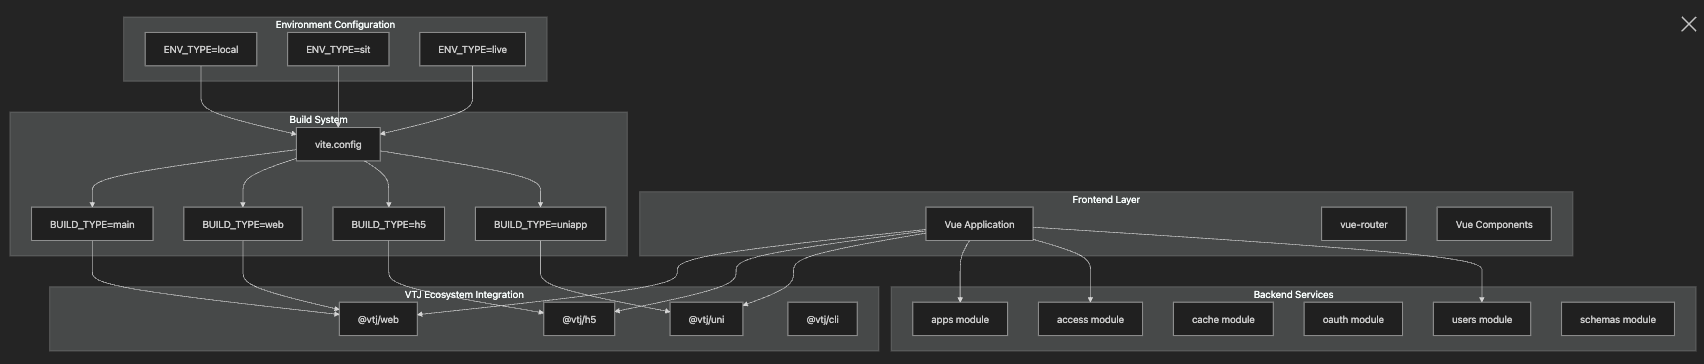 Environment Configuration
ENV_TYPE=local
ENV_TYPE=sit
ENV_TYPE=live
Build System
vite.config
BUILD_TYPE=main
BUILD_TYPE=web
BUILD_TYPE=h5
BUILD_TYPE=uniapp
Frontend Layer
Vue Application
vue-router
Vue Components
VTJ Ecosystem Integration
@vtj/web
@vtj/h5
@vtj/uni
@vtj/cli
Backend Services
apps module
access module
cache module
oauth module
users module
schemas module